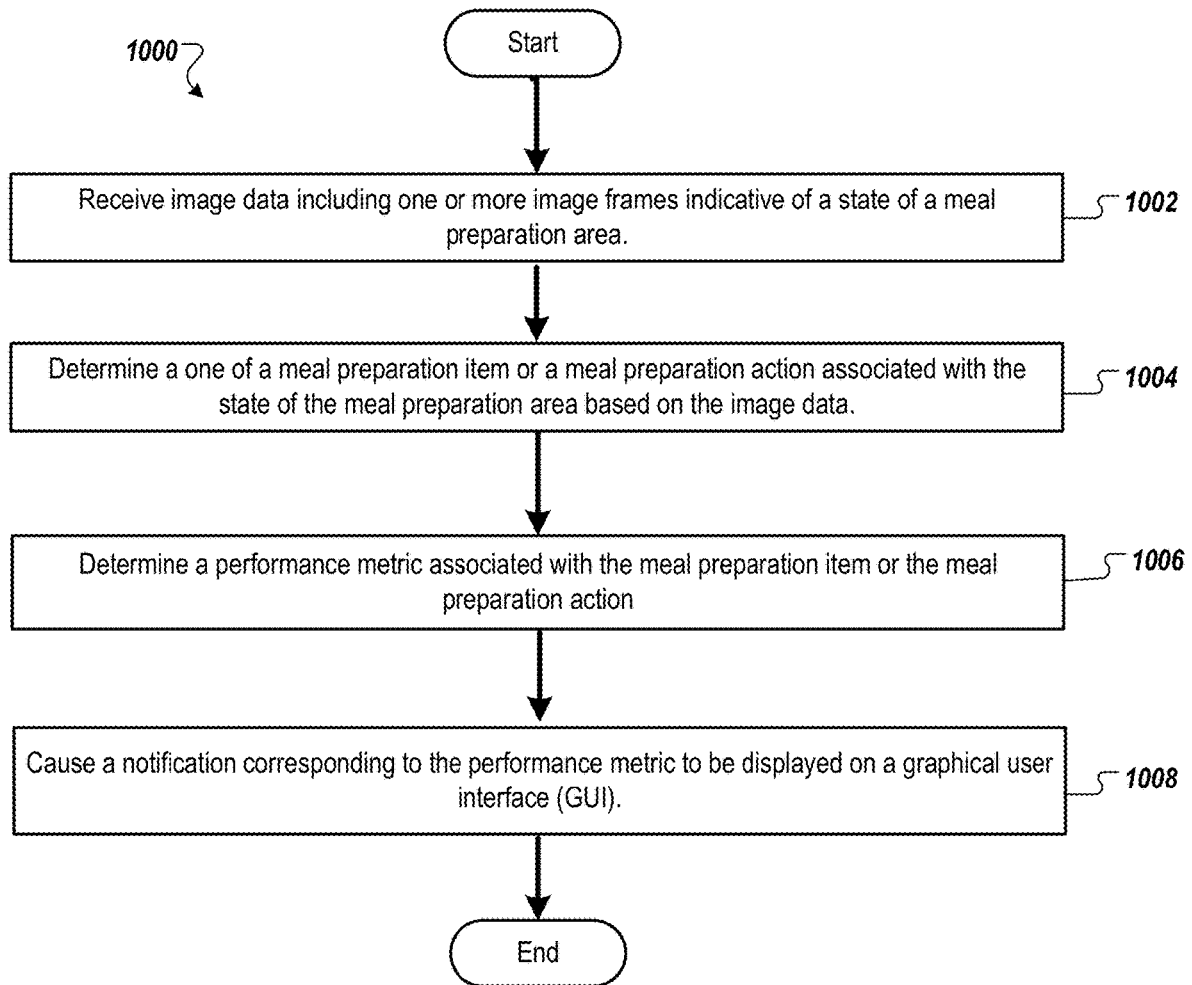 1000
Start
Receive image data including one or more image frames indicative of a state of a meal
preparation area.
1002
Determine a one of a meal preparation item or a meal preparation action associated with the
state of the meal preparation area based on the image data.
1004
Determine a performance metric associated with the meal preparation item or the meal
preparation action
1006
Cause a notification corresponding to the performance metric to be displayed on a graphical user
interface (GUI).
1008
End